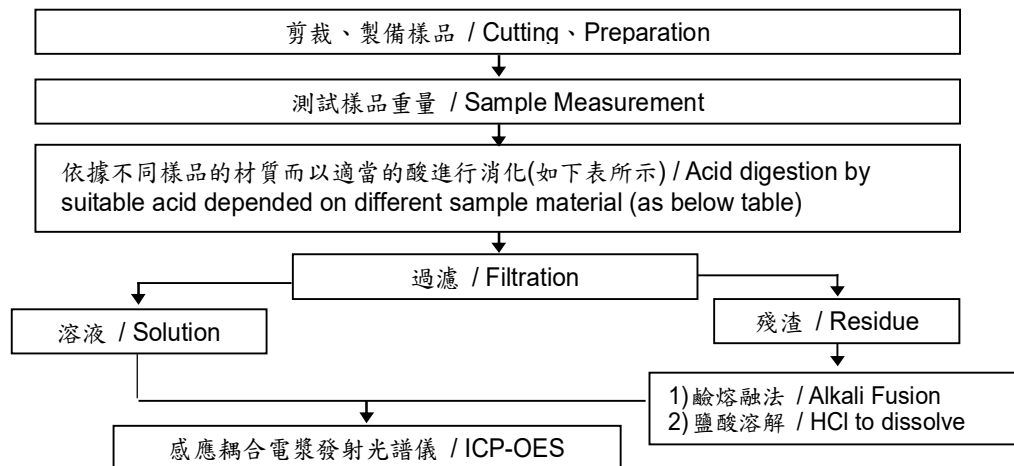 剪裁、製備樣品 / Cutting、Preparation
測試樣品重量 / Sample Measurement
依據不同樣品的材質而以適當的酸進行消化(如下表所示) / Acid digestion by
suitable acid depended on different sample material (as below table)
過濾 / Filtration
溶液 / Solution
殘渣 / Residue
1)鹼熔融法 / Alkali Fusion
2)鹽酸溶解 / HCl to dissolve
感應耦合電漿發射光譜儀 / ICP-OES